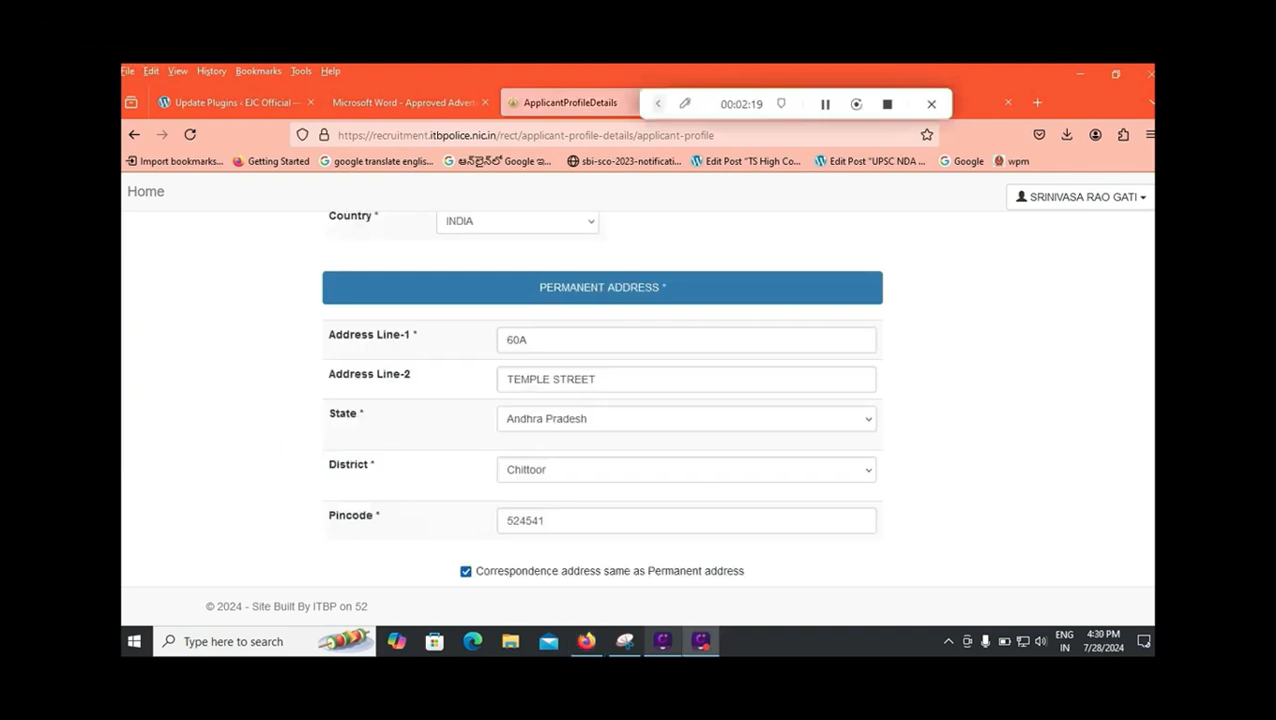 File Edit View History Bookmarks Tools Help
Update Plugins ‹ EJC Official — ×
Microsoft Word - Approved Advert ×
ApplicantProfileDetails
00:02:19
https://recruitment.itbpolice.nic.in/rect/applicant-profile-details/applicant-profile
Import bookmarks...
Getting Started
google translate englis...
ఆన్‌లైన్‌లో Google ఇ...
sbi-sco-2023-notificati...
Edit Post "TS High Co...
Edit Post "UPSC NDA ...
Google
wpm
Home
SRINIVASA RAO GATI
Country * INDIA
PERMANENT ADDRESS *
Address Line-1 * 60A
Address Line-2 TEMPLE STREET
State * Andhra Pradesh
District * Chittoor
Pincode * 524541
Correspondence address same as Permanent address
© 2024 - Site Built By ITBP on 52
Type here to search
ENG
IN
4:30 PM
7/28/2024